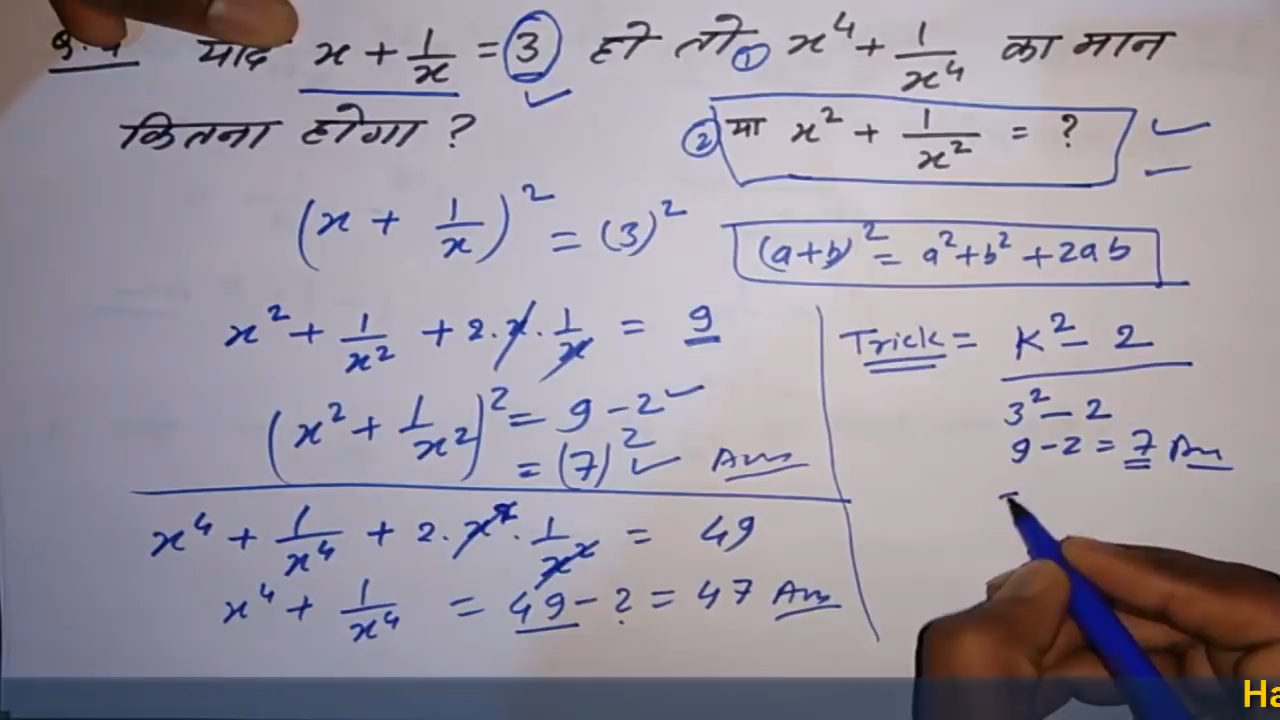 यदि x + 1/x = 3 हो तो ① x⁴ + 1/x⁴ का मान
कितना होगा ?
② या x² + 1/x² = ?
(x + 1/x)² = (3)²
(a+b)² = a²+b² +2ab
x² + 1/x² + 2.x.1/x = 9
(x² + 1/x²)² = 9-2
= (7)² Ans
x⁴ + 1/x⁴ + 2.x².1/x² = 49
x⁴ + 1/x⁴ = 49-2 = 47 Ans
Trick = K² - 2
3² - 2
9-2 = 7 An
Ha